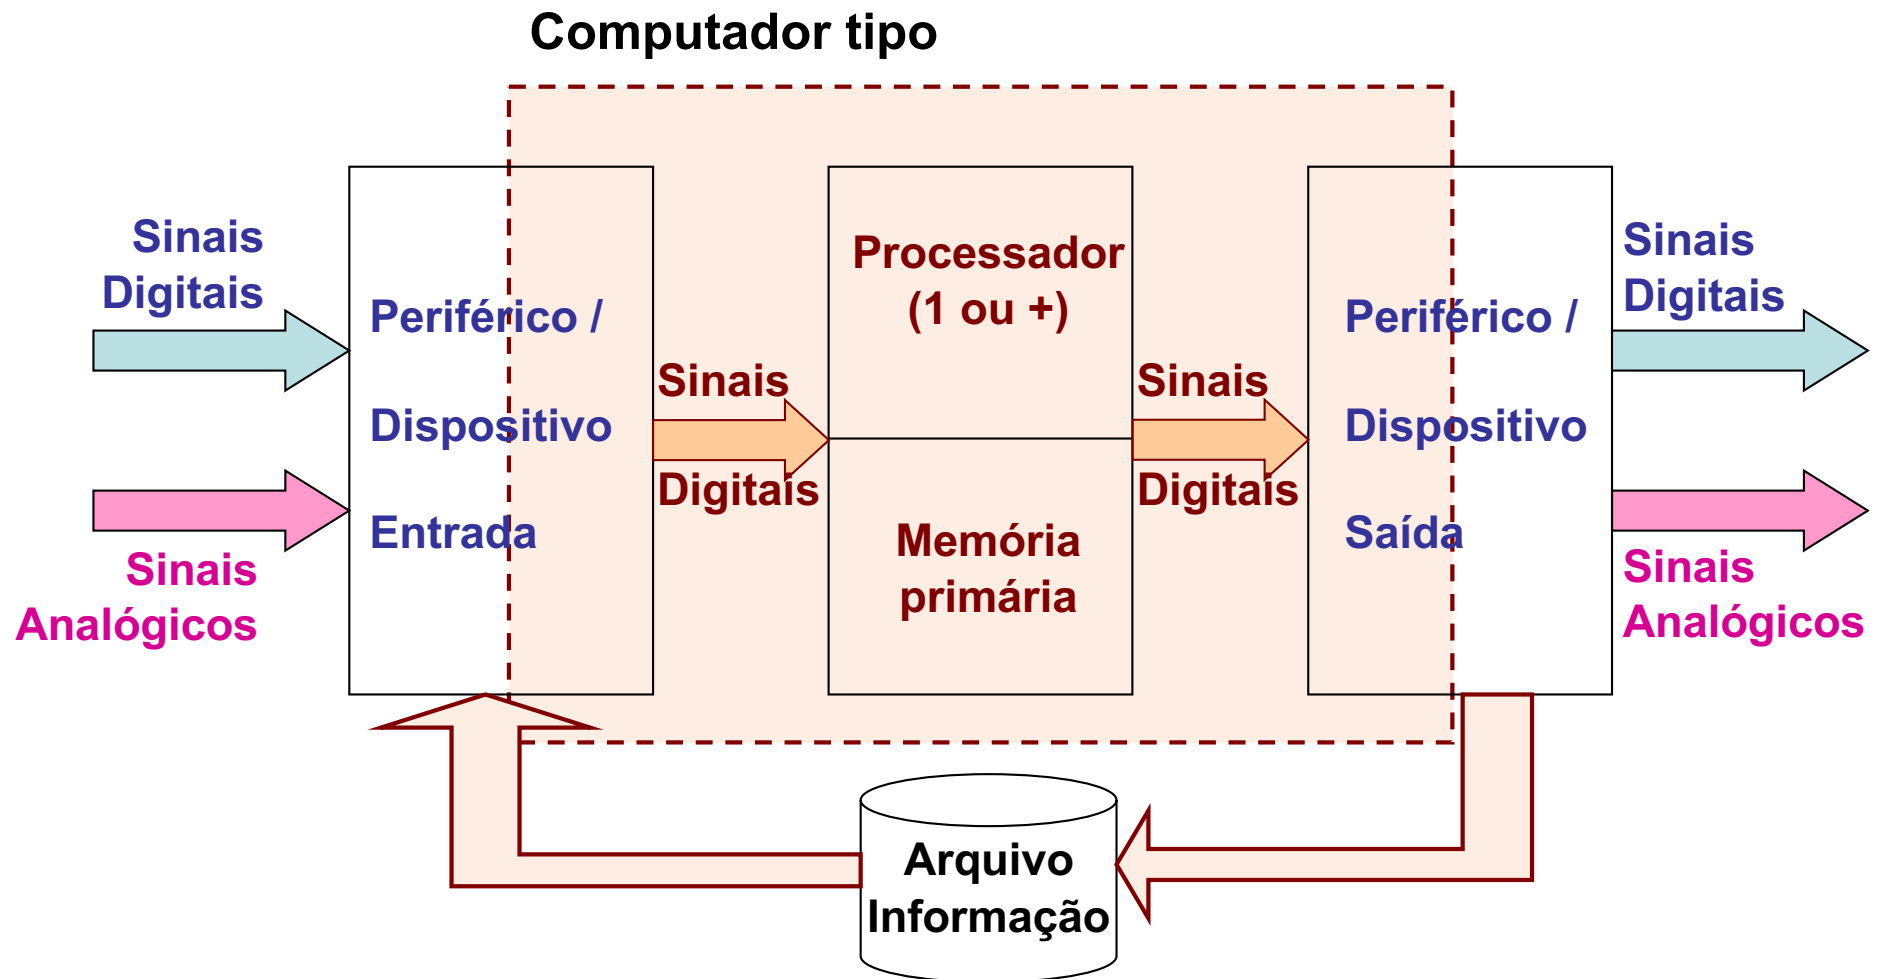 Computador tipo
Sinais
Digitais
Sinais
Analógicos
Periférico /
Dispositivo
Entrada
Sinais
Digitais
Processador
(1 ou +)
Memória
primária
Sinais
Digitais
Periférico /
Dispositivo
Saída
Sinais
Digitais
Sinais
Analógicos
Arquivo
Informação